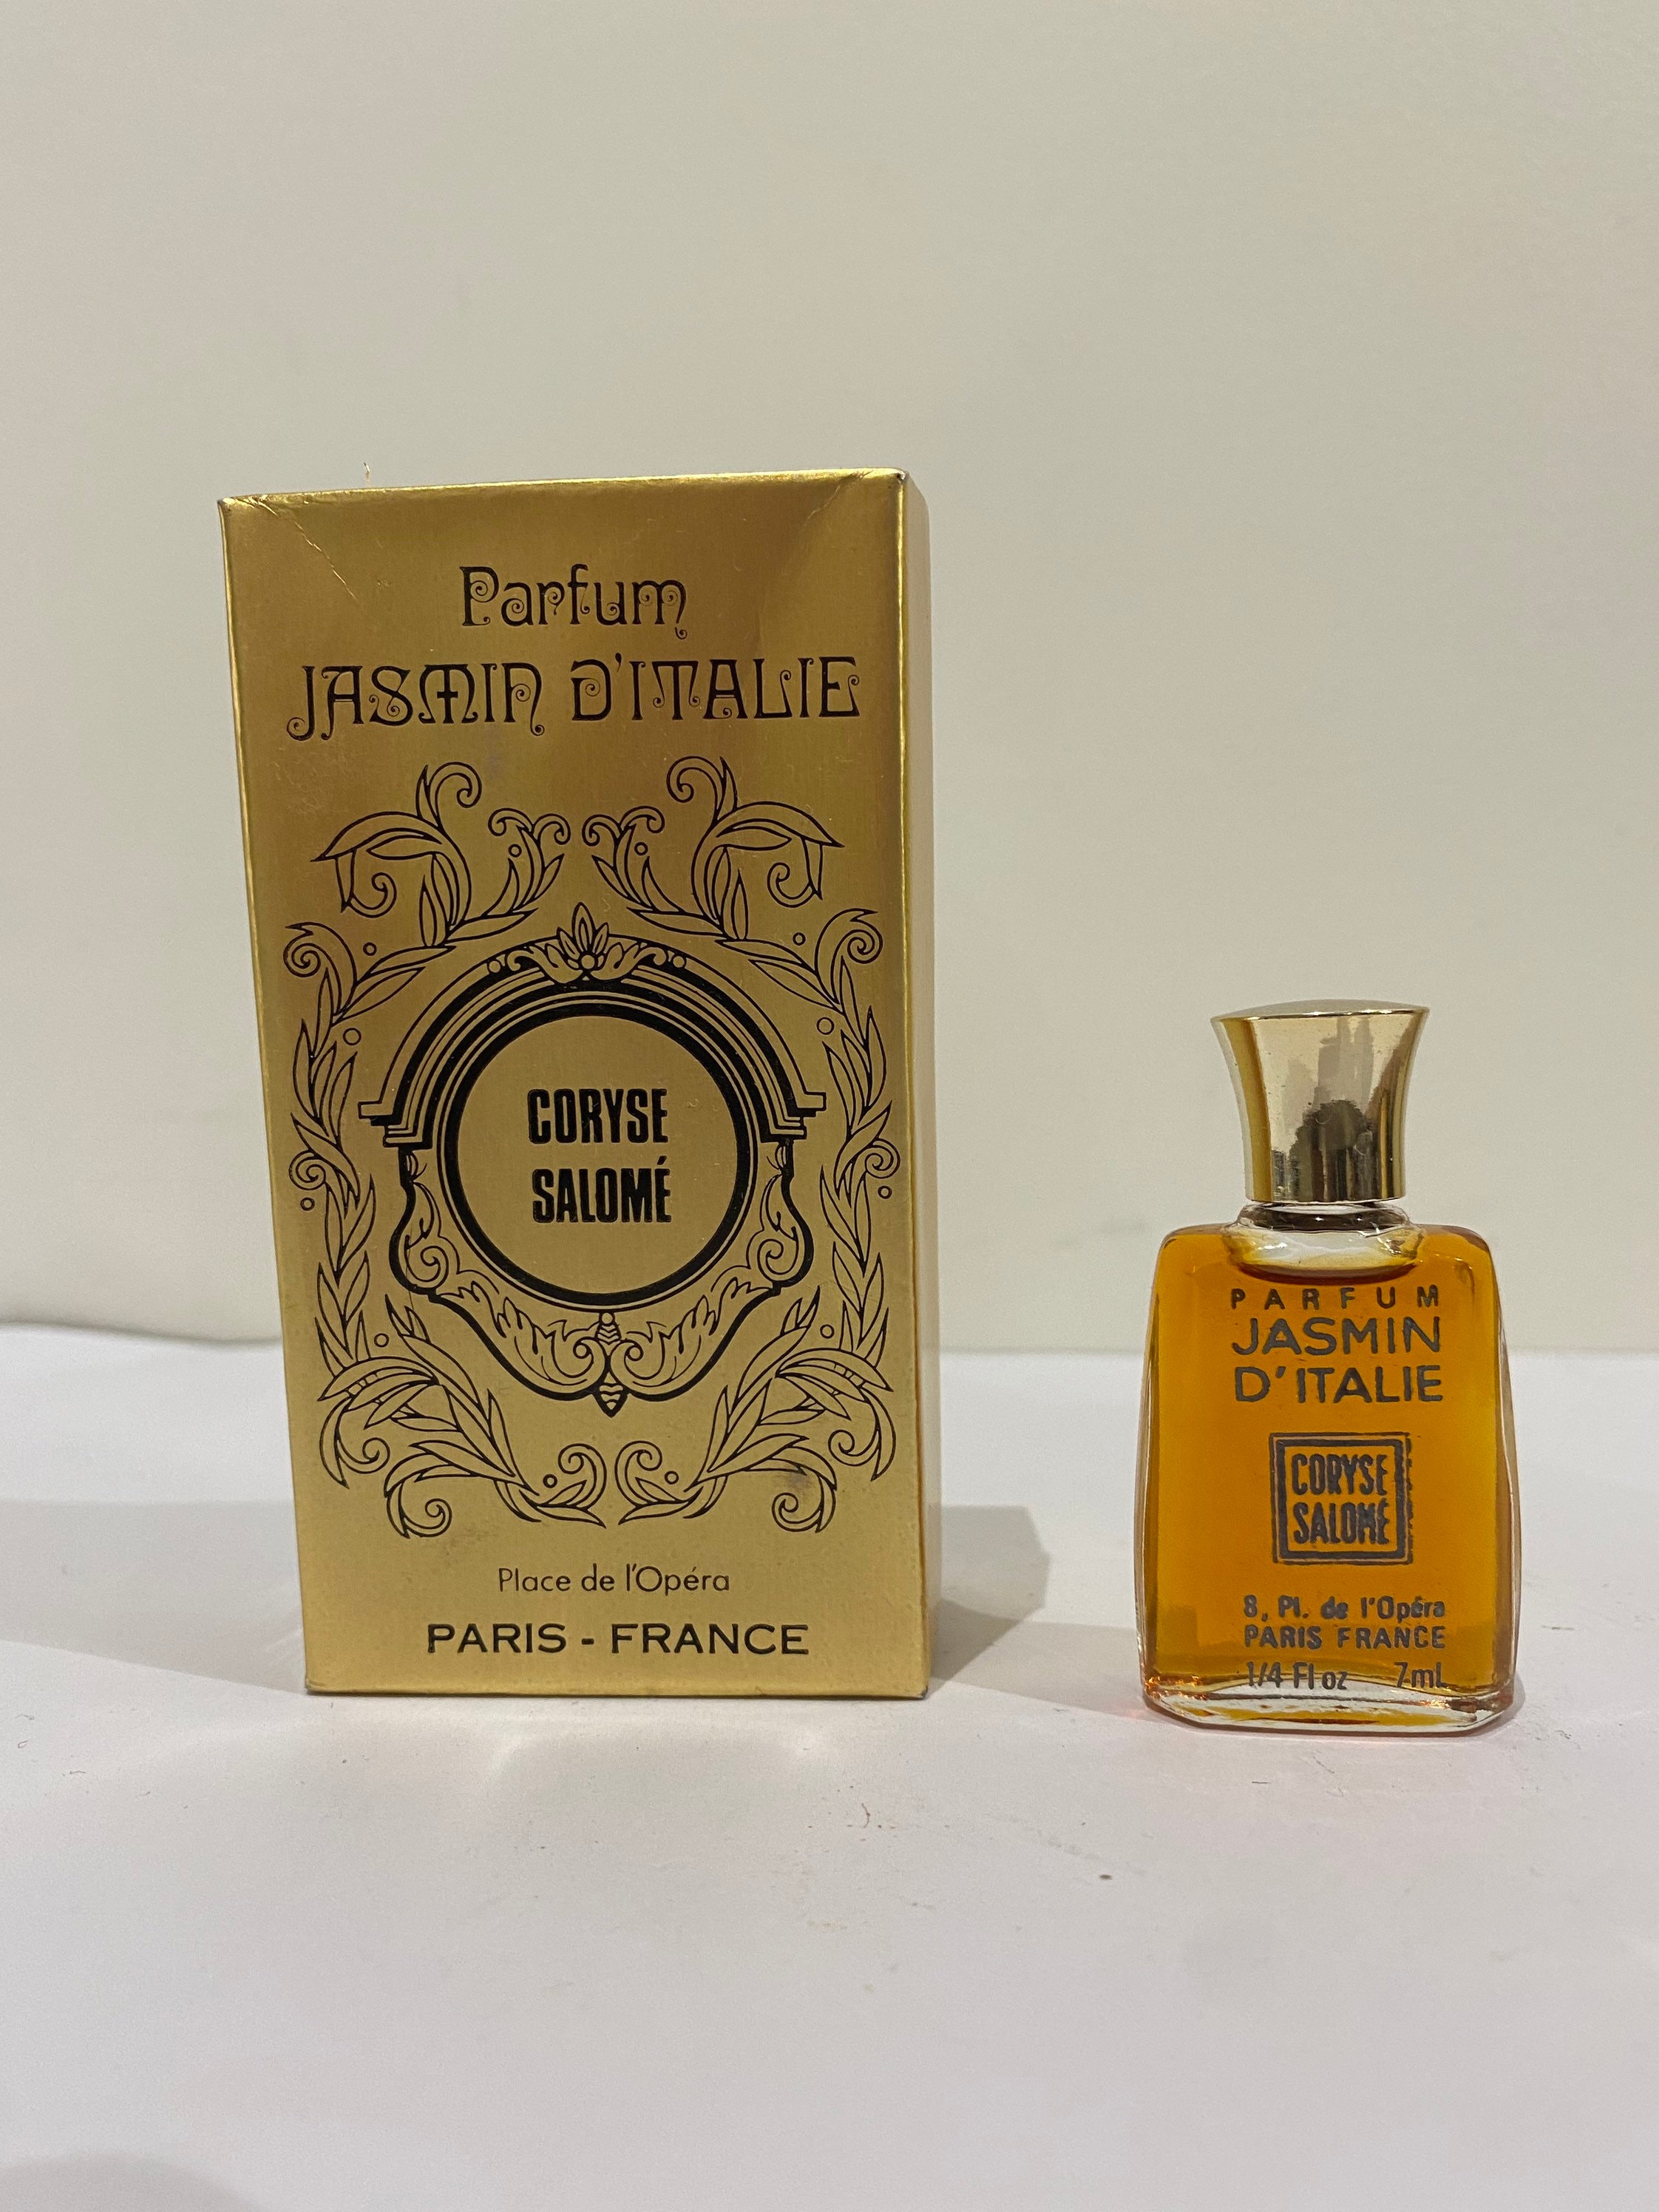 Parfum
JASMIN D'ITALIE
CORYSE
SALOMÉ
Place de l'Opéra
PARIS - FRANCE
PARFUM
JASMIN
D'ITALIE
CORYSE
SALOMÉ
8, Pl. de l'Opéra
PARIS FRANCE
1/4 Fl oz 7mL